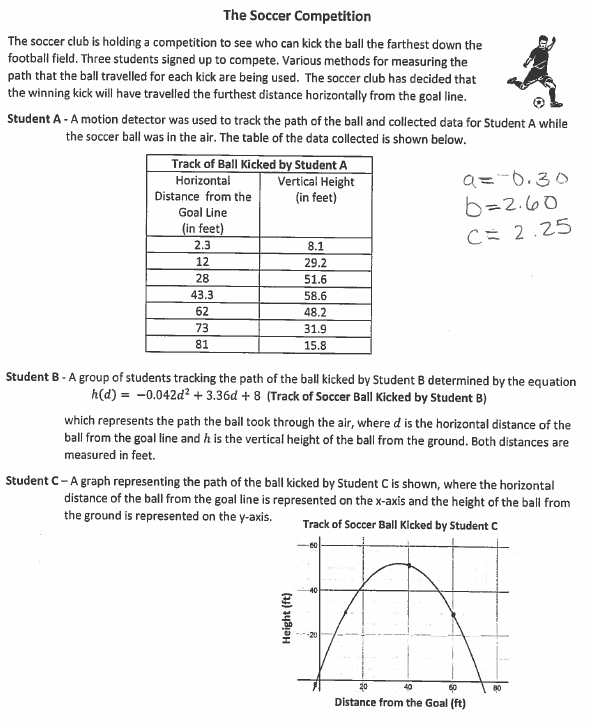 The Soccer Competition
The soccer club is holding a competition to see who can kick the ball the farthest down the
football field. Three students signed up to compete. Various methods for measuring the
path that the ball travelled for each kick are being used. The soccer club has decided that
the winning kick will have travelled the furthest distance horizontally from the goal line.
Student A - A motion detector was used to track the path of the ball and collected data for Student A while
the soccer ball was in the air. The table of the data collected is shown below.
Track of Ball Kicked by Student A
Horizontal Distance from the Goal Line (in feet) Vertical Height (in feet)
2.3 8.1
12 29.2
28 51.6
43.3 58.6
62 48.2
73 31.9
81 15.8
a = -0.30
b = 2.60
c = 2.25
Student B - A group of students tracking the path of the ball kicked by Student B determined by the equation
h(d) = −0.042d² + 3.36d + 8 (Track of Soccer Ball Kicked by Student B)
which represents the path the ball took through the air, where d is the horizontal distance of the
ball from the goal line and h is the vertical height of the ball from the ground. Both distances are
measured in feet.
Student C – A graph representing the path of the ball kicked by Student C is shown, where the horizontal
distance of the ball from the goal line is represented on the x-axis and the height of the ball from
the ground is represented on the y-axis.
Track of Soccer Ball Kicked by Student C
60
40
20
Height (ft)
20 40 60 80
Distance from the Goal (ft)